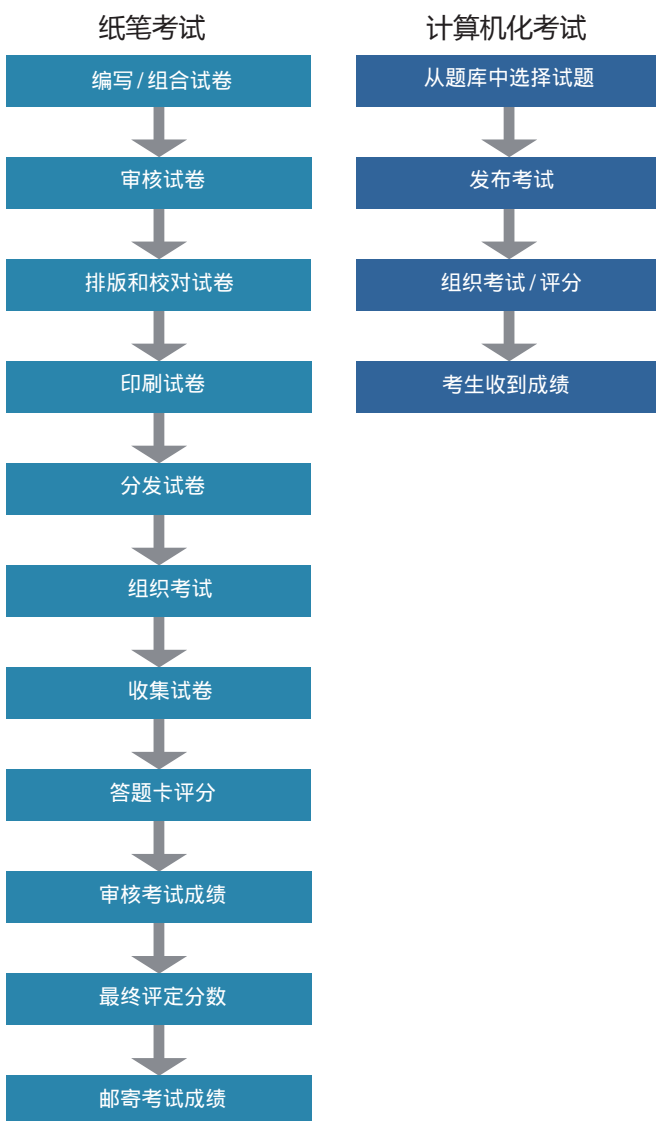 纸笔考试
编写/组合试卷
审核试卷
排版和校对试卷
印刷试卷
分发试卷
组织考试
收集试卷
答题卡评分
审核考试成绩
最终评定分数
邮寄考试成绩
计算机化考试
从题库中选择试题
发布考试
组织考试/评分
考生收到成绩